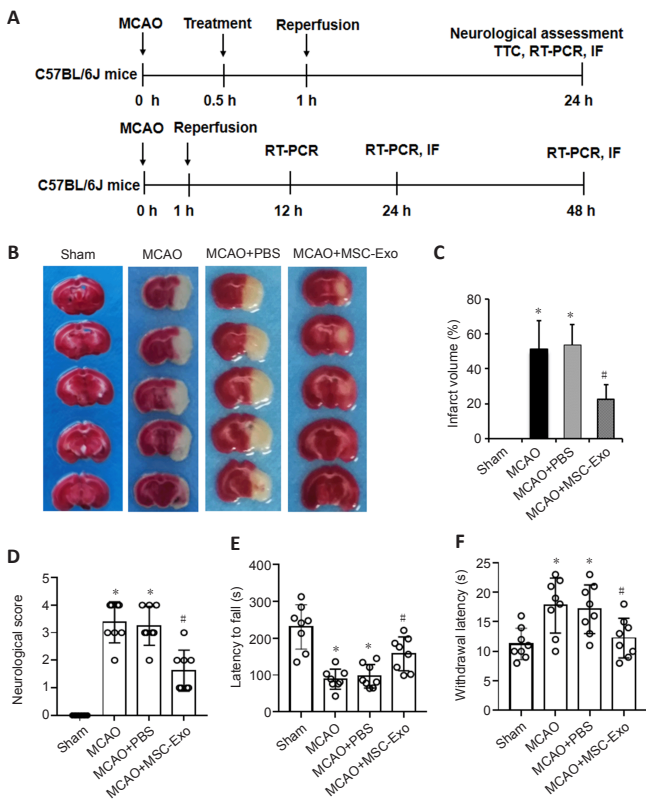 A
MCAO Treatment Reperfusion Neurological assessment
TTC, RT-PCR, IF
C57BL/6J mice
0 h 0.5 h 1 h 24 h
MCAO Reperfusion
RT-PCR RT-PCR, IF RT-PCR, IF
C57BL/6J mice
0 h 1 h 12 h 24 h 48 h
B
Sham MCAO MCAO+PBS MCAO+MSC-Exo
C
Infarct volume (%)
80
60
40
20
0
* * #
Sham
MCAO
MCAO+PBS
MCAO+MSC-Exo
D
Neurological score
5
4
3
2
1
0
* * #
Sham
MCAO
MCAO+PBS
MCAO+MSC-Exo
E
Latency to fall (s)
400
300
200
100
0
* * #
Sham
MCAO
MCAO+PBS
MCAO+MSC-Exo
F
Withdrawal latency (s)
25
20
15
10
5
0
* * #
Sham
MCAO
MCAO+PBS
MCAO+MSC-Exo